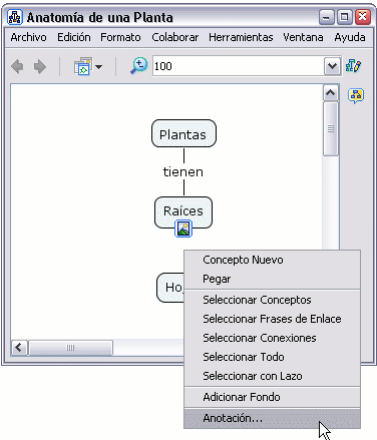 Anatomía de una Planta
Archivo Edición Formato Colaborar Herramientas Ventana Ayuda
100
Plantas
tienen
Raíces
Ho
Concepto Nuevo
Pegar
Seleccionar Conceptos
Seleccionar Frases de Enlace
Seleccionar Conexiones
Seleccionar Todo
Seleccionar con Lazo
Adicionar Fondo
Anotación...